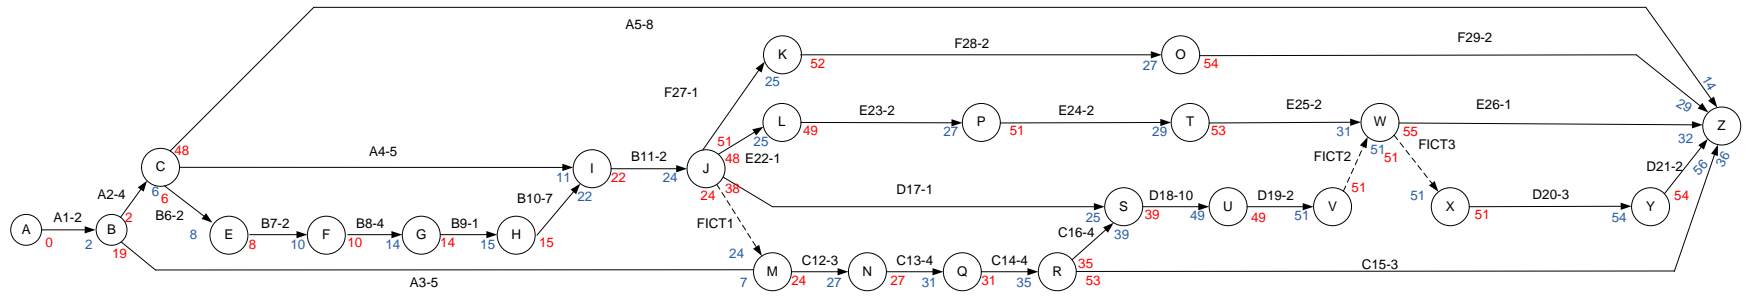 A5-8
F28-2
F29-2
K
O
52
27
54
25
14
29
F27-1
E23-2
E24-2
E25-2
E26-1
L
P
T
W
Z
51
25
49
27
51
29
53
31
55
32
51
51
FICT2
FICT3
48
A4-5
B11-2
48
E22-1
C
I
J
11
22
22
24
24
38
D17-1
D18-10
D19-2
D20-3
D21-2
56
36
A2-4
6
6
B6-2
B10-7
S
U
V
X
Y
25
39
39
49
49
51
51
51
51
54
54
A1-2
2
B7-2
B8-4
B9-1
FICT1
C16-4
A
B
E
F
G
H
0
2
19
8
8
10
10
14
14
15
15
24
C12-3
C13-4
C14-4
35
C15-3
M
N
Q
R
A3-5
7
24
27
27
31
31
35
53